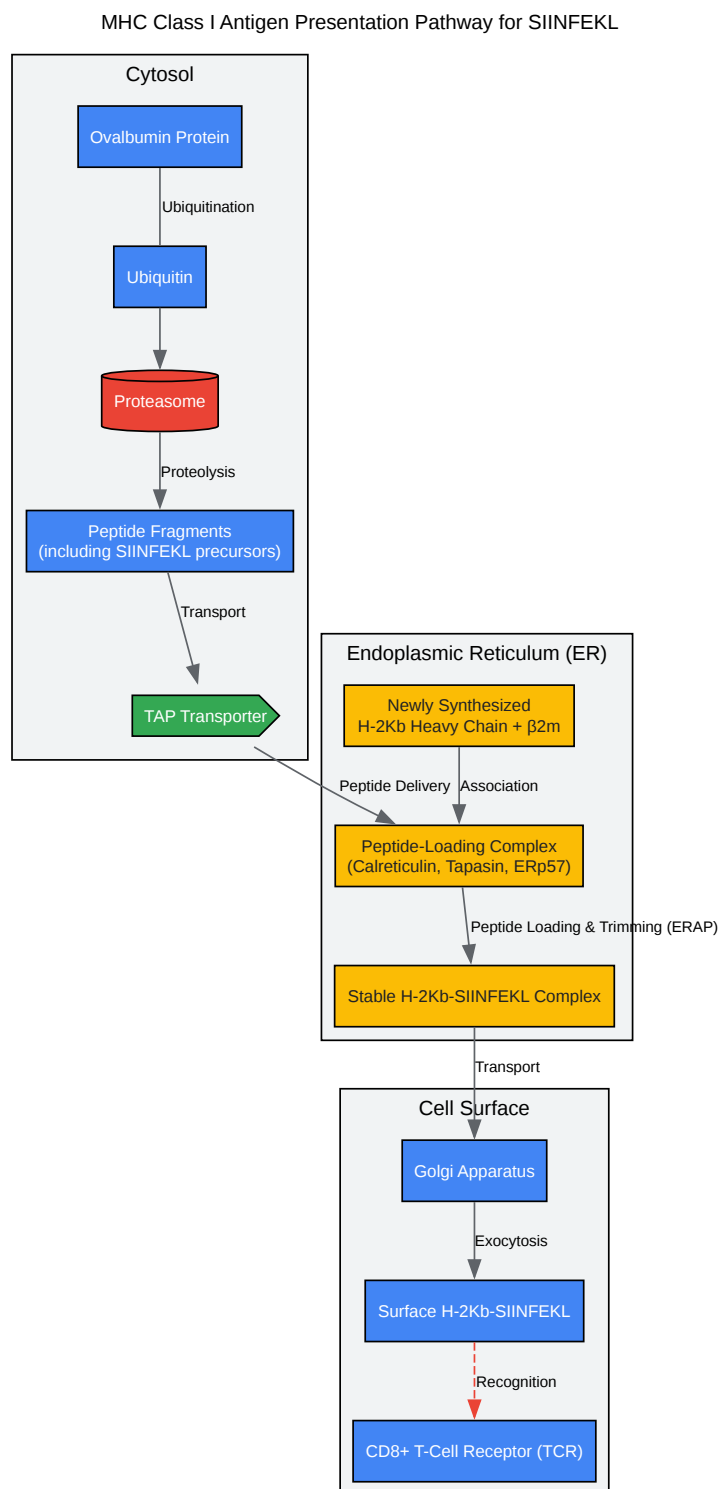 MHC Class I Antigen Presentation Pathway for SIINFEKL
Cytosol
Ovalbumin Protein
Ubiquitination
Ubiquitin
Proteasome
Proteolysis
Peptide Fragments
(including SIINFEKL precursors)
Transport
TAP Transporter
Endoplasmic Reticulum (ER)
Newly Synthesized
H-2Kb Heavy Chain + β2m
Peptide Delivery
Association
Peptide-Loading Complex
(Calreticulin, Tapasin, ERp57)
Peptide Loading & Trimming (ERAP)
Stable H-2Kb-SIINFEKL Complex
Transport
Cell Surface
Golgi Apparatus
Exocytosis
Surface H-2Kb-SIINFEKL
Recognition
CD8+ T-Cell Receptor (TCR)